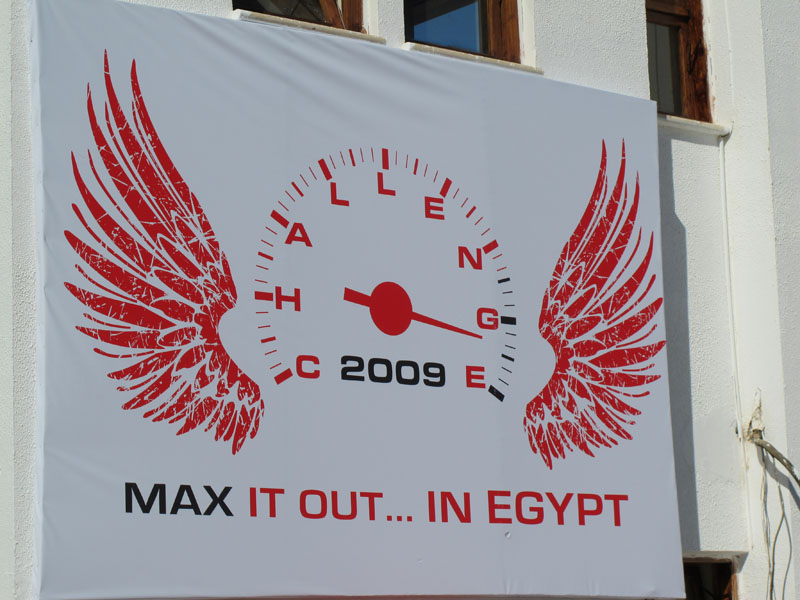 CHALLENGE
2009
MAX IT OUT... IN EGYPT